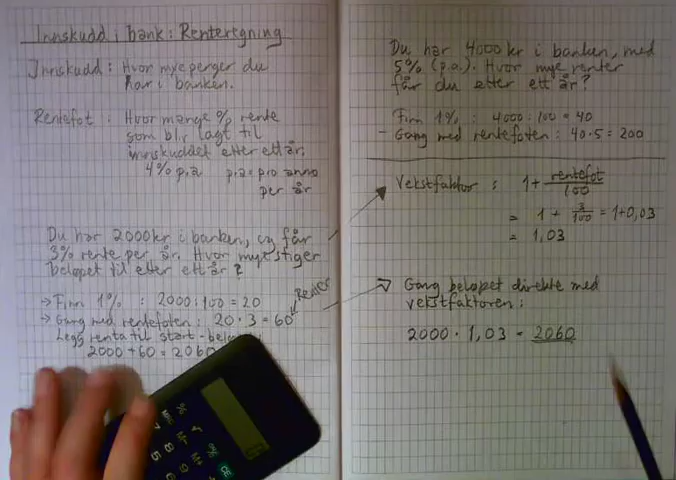 Innskudd i bank: Renteregning
Innskudd : Hvor mye penger du
har i banken.
Rentefot : Hvor mange % rente
som blir lagt til
innskuddet etter ett år.
4% p.a p.a = pro anno
per år
Du har 2000 kr i banken, og får
3% rente per år. Hvor mye stiger
beløpet til etter ett år?
→ Finn 1% : 2000:100 = 20
→ Gang med rentefoten : 20 · 3 = 60
Renter
Legg renta til start-
2000 + 60 = 2060
Du har 4000 kr i banken, med
5% (p.a.). Hvor mye renter
får du etter ett år?
Finn 1% : 4000:100 = 40
- Gang med rentefoten : 40 · 5 = 200
Vekstfaktor : 1 + rentefot/100
= 1 + 3/100 = 1 + 0,03
= 1,03
Gang beløpet direkte med
vekstfaktoren :
2000 · 1,03 = 2060